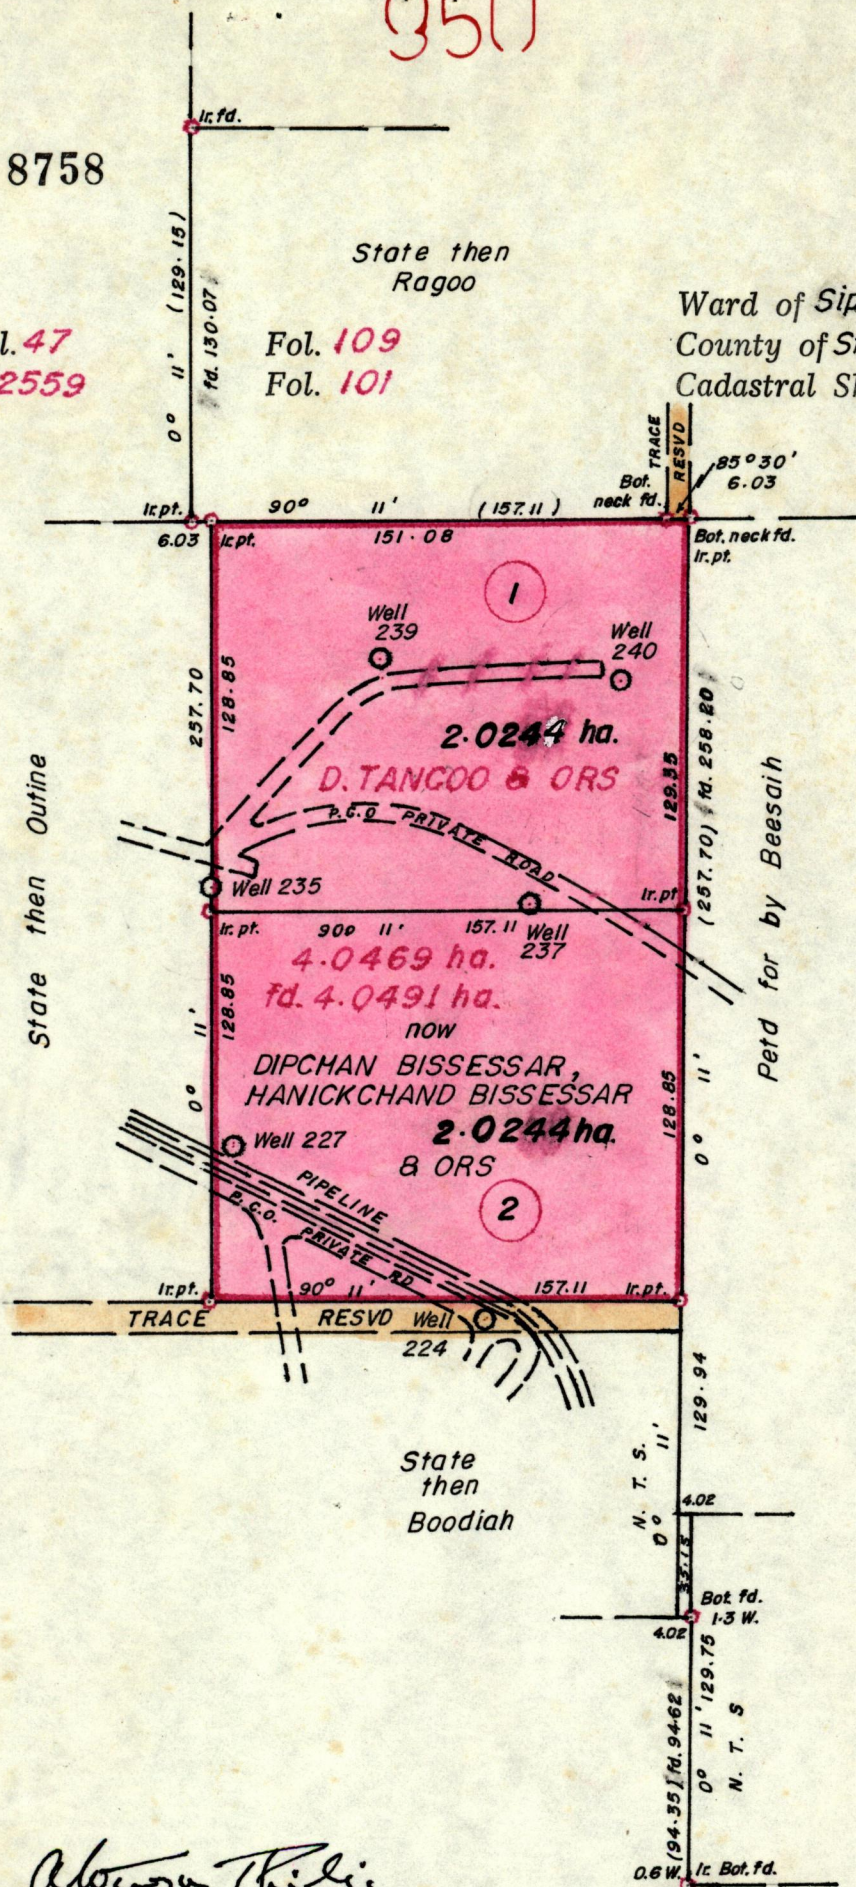 350
Ir. fd.
8758
(129.15)
0° 11'
fd. 130.07
State then
Ragoo
Ward of
County of
Cadastral
l. 47
2559
Fol. 109
Fol. 101
TRACE
RESVD
85°30'
6.03
Bot.
neck fd.
Ir. pt.
90° 11' (157.11)
6.03
Ir. pt.
151.08
Bot. neck fd.
Ir. pt.
1
Well
239
Well
240
257.70
128.85
2.0244 ha.
D. TANCOO & ORS
129.35
(257.70) (fd. 258.20)
P.C.O PRIVATE ROAD
Well 235
Ir. pt.
State then Outine
Petd for by Beesaih
Ir. pt. 90° 11' 157.11
Well
237
4.0469 ha.
fd. 4.0491 ha.
now
DIPCHAN BISSESSAR,
HANICKCHAND BISSESSAR
2.0244 ha.
& ORS
0° 11'
128.85
128.85
0° 11'
Well 227
PIPELINE
P.C.O.
PRIVATE RD
2
Ir. pt.
90° 11'
157.11
Ir. pt.
TRACE RESVD
Well
224
129.94
0° 11'
N. T. S.
State
then
Boodiah
4.02
35.15
Bot. fd.
1.3 W.
4.02
0° 11' 129.75
N. T. S
(94.35) fd. 94.62
0.6 W.
Ir. Bot. fd.